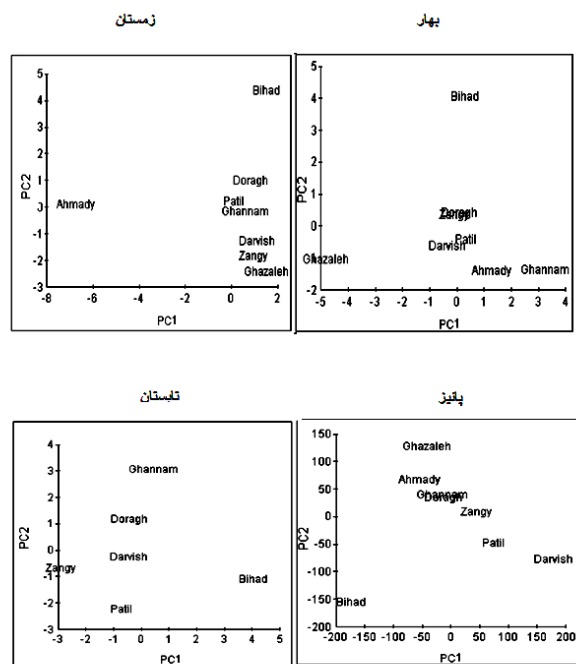 زمستان
بهار
5
4
3
2
1
0
-1
-2
-3
PC2
Bihad
Doragh
Patil
Ghannam
Ahmady
Darvish
Zangy
Ghazaleh
-8 -6 -4 -2 0 2
PC1
5
4
3
2
1
0
-1
-2
PC2
Bihad
Doragh
Zangy
Patil
Darvish
Ghazaleh
Ahmady
Ghannam
-5 -4 -3 -2 -1 0 1 2 3 4
PC1
تابستان
پائیز
4
3
2
1
0
-1
-2
-3
PC2
Ghannam
Doragh
Darvish
Zangy
Bihad
Patil
-3 -2 -1 0 1 2 3 4 5
PC1
150
100
50
0
-50
-100
-150
-200
PC2
Ghazaleh
Ahmady
Ghannam
Doragh
Zangy
Patil
Darvish
Bihad
-200 -150 -100 -50 0 50 100 150 200
PC1